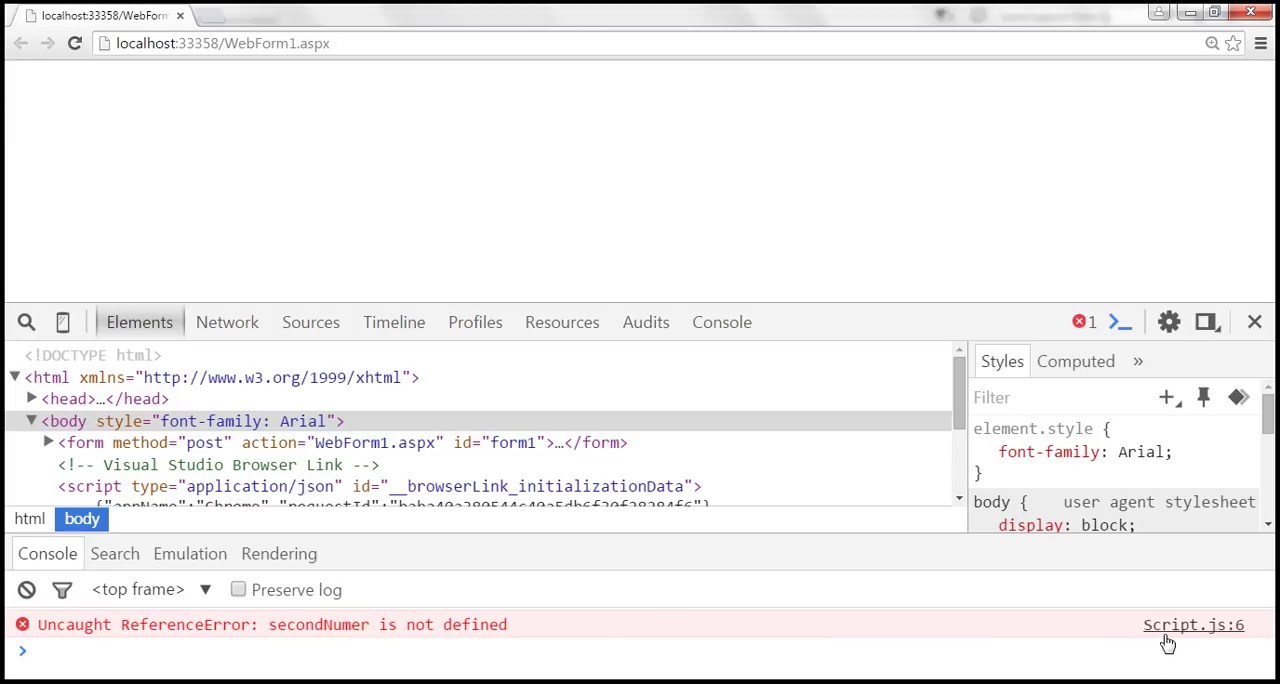 localhost:33358/WebForm
localhost:33358/WebForm1.aspx
Elements Network Sources Timeline Profiles Resources Audits Console 1
<!DOCTYPE html>
<html xmlns="http://www.w3.org/1999/xhtml">
<head>…</head>
<body style="font-family: Arial">
<form method="post" action="WebForm1.aspx" id="form1">…</form>
<!-- Visual Studio Browser Link -->
<script type="application/json" id="__browserLink_initializationData">
html body
Styles Computed »
Filter
element.style {
font-family: Arial;
}
body { user agent stylesheet
display: block;
Console Search Emulation Rendering
<top frame> ▼ Preserve log
Uncaught ReferenceError: secondNumer is not defined Script.js:6
>